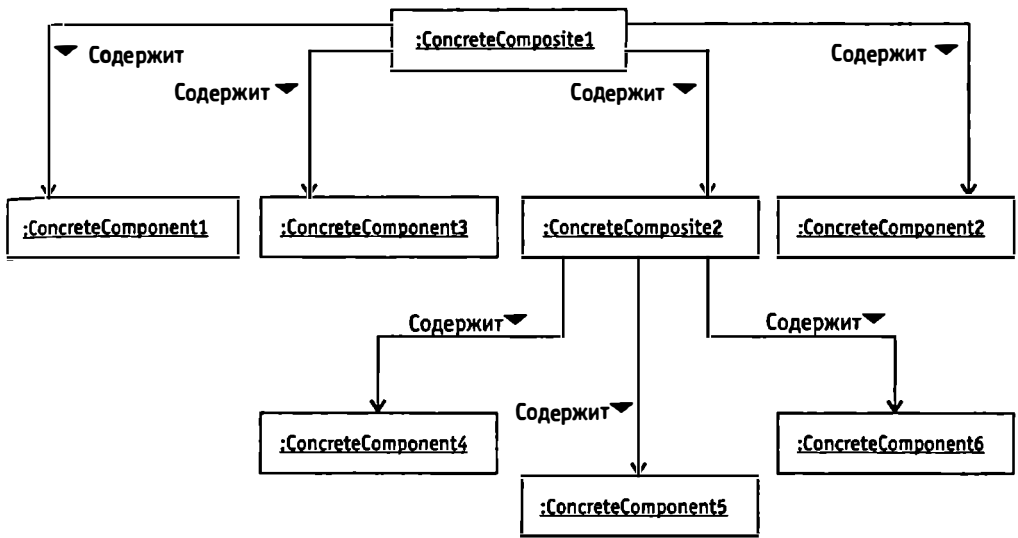 :ConcreteComposite1
Содержит
Содержит
Содержит
Содержит
:ConcreteComponent1
:ConcreteComponent3
:ConcreteComposite2
:ConcreteComponent2
Содержит
Содержит
Содержит
:ConcreteComponent4
:ConcreteComponent6
:ConcreteComponent5